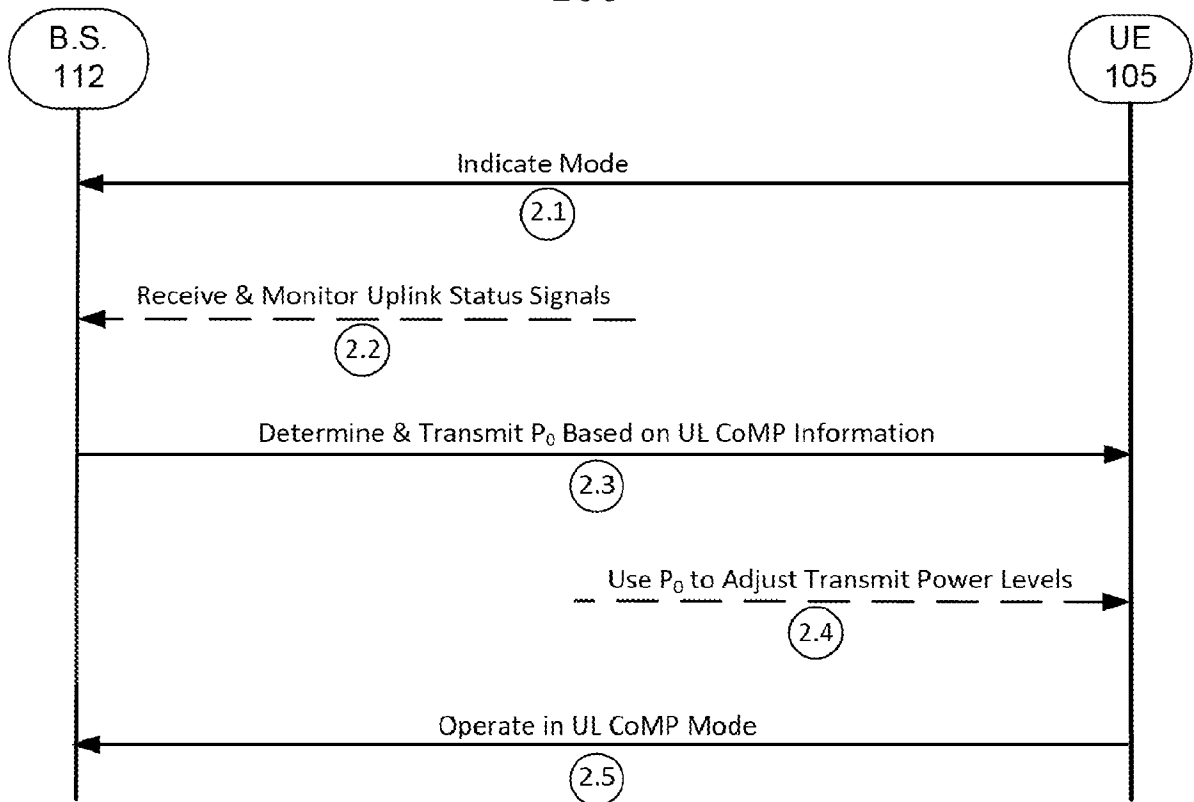 B.S.
112
UE
105
Indicate Mode
2.1
Receive & Monitor Uplink Status Signals
2.2
Determine & Transmit P₀ Based on UL CoMP Information
2.3
Use P₀ to Adjust Transmit Power Levels
2.4
Operate in UL CoMP Mode
2.5